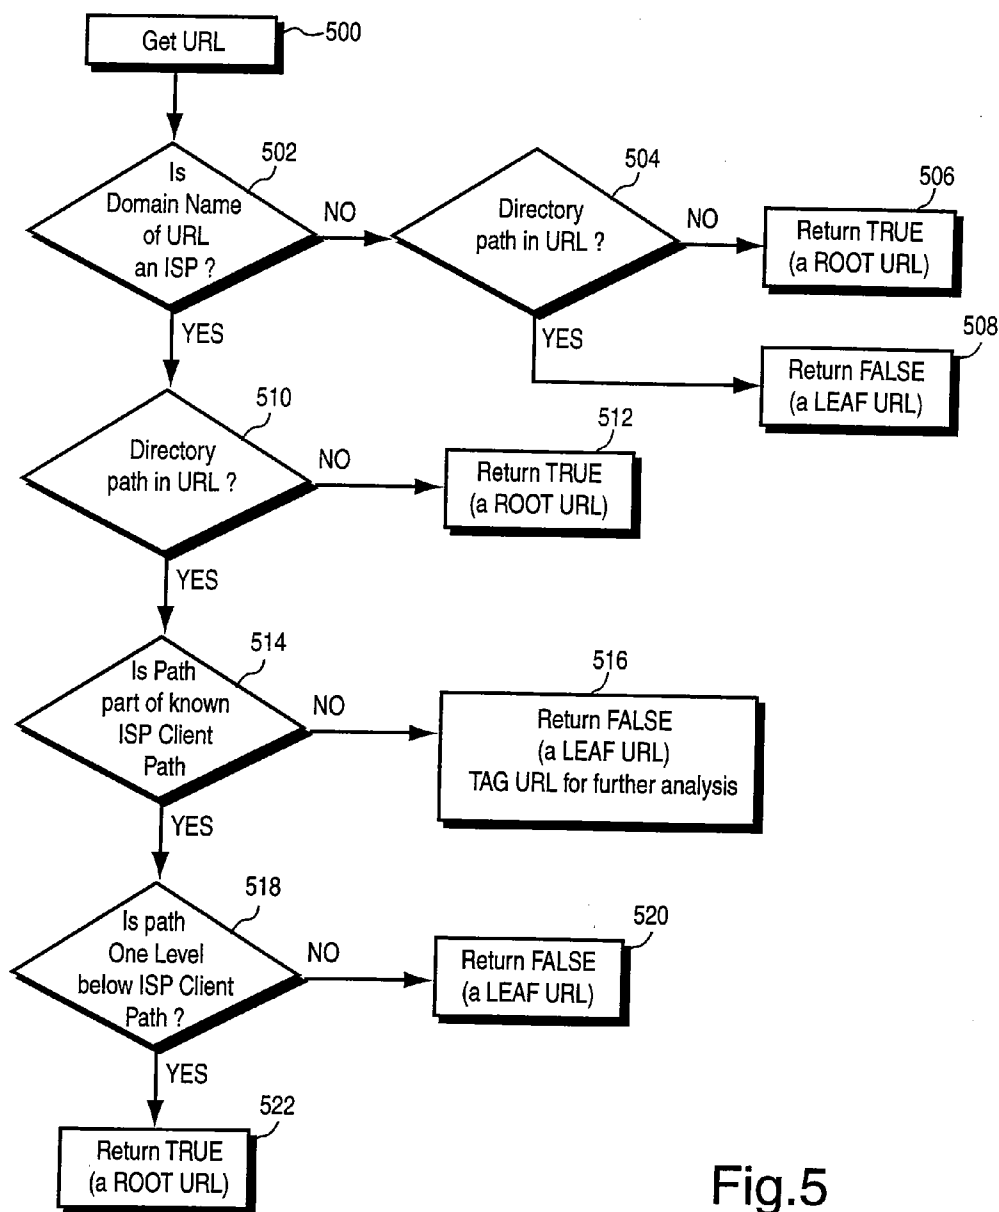 Get URL
500
Is
Domain Name
of URL
an ISP ?
502
NO
YES
Directory
path in URL ?
504
NO
YES
506
Return TRUE
(a ROOT URL)
508
Return FALSE
(a LEAF URL)
510
Directory
path in URL ?
NO
YES
512
Return TRUE
(a ROOT URL)
514
Is Path
part of known
ISP Client
Path
NO
YES
516
Return FALSE
(a LEAF URL)
TAG URL for further analysis
518
Is path
One Level
below ISP Client
Path ?
NO
YES
520
Return FALSE
(a LEAF URL)
522
Return TRUE
(a ROOT URL)
Fig.5